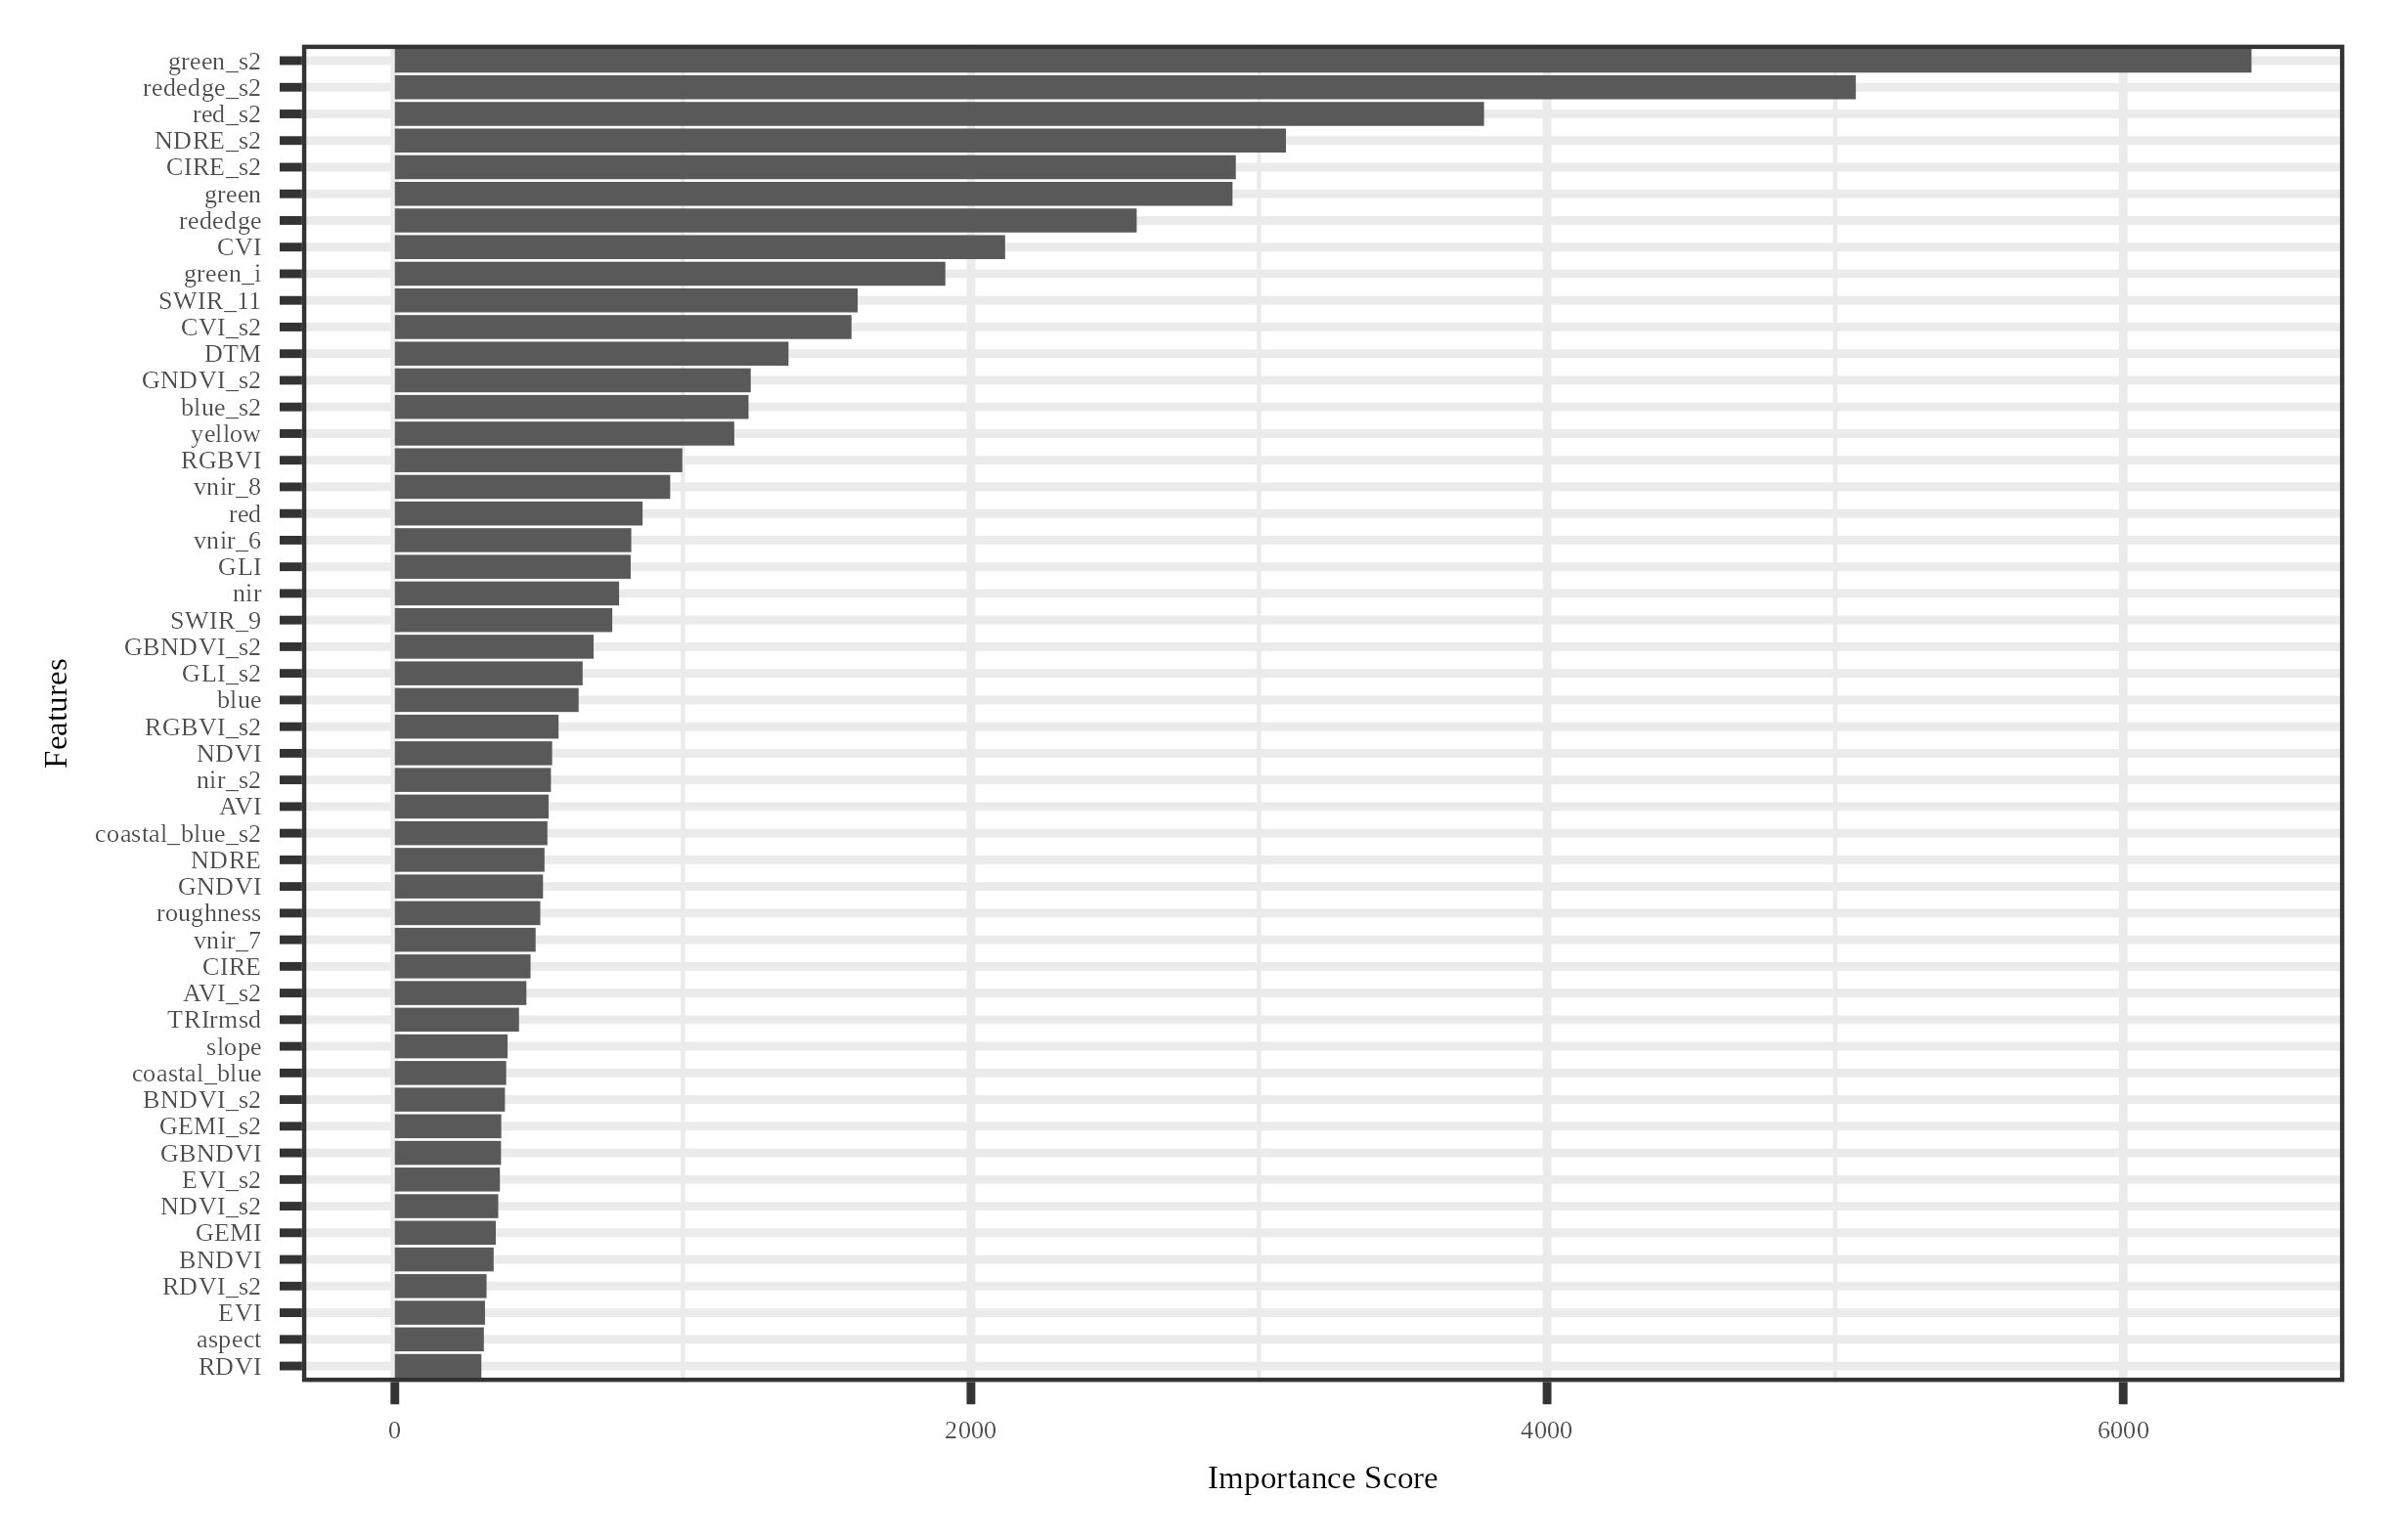 green_s2
rededge_s2
red_s2
NDRE_s2
CIRE_s2
green
rededge
CVI
green_i
SWIR_11
CVI_s2
DTM
GNDVI_s2
blue_s2
yellow
RGBVI
vnir_8
red
vnir_6
GLI
nir
SWIR_9
GBNDVI_s2
GLI_s2
blue
RGBVI_s2
NDVI
nir_s2
AVI
coastal_blue_s2
NDRE
GNDVI
roughness
vnir_7
CIRE
AVI_s2
TRIrmsd
slope
coastal_blue
BNDVI_s2
GEMI_s2
GBNDVI
EVI_s2
NDVI_s2
GEMI
BNDVI
RDVI_s2
EVI
aspect
RDVI
Features
0 2000 4000 6000
Importance Score